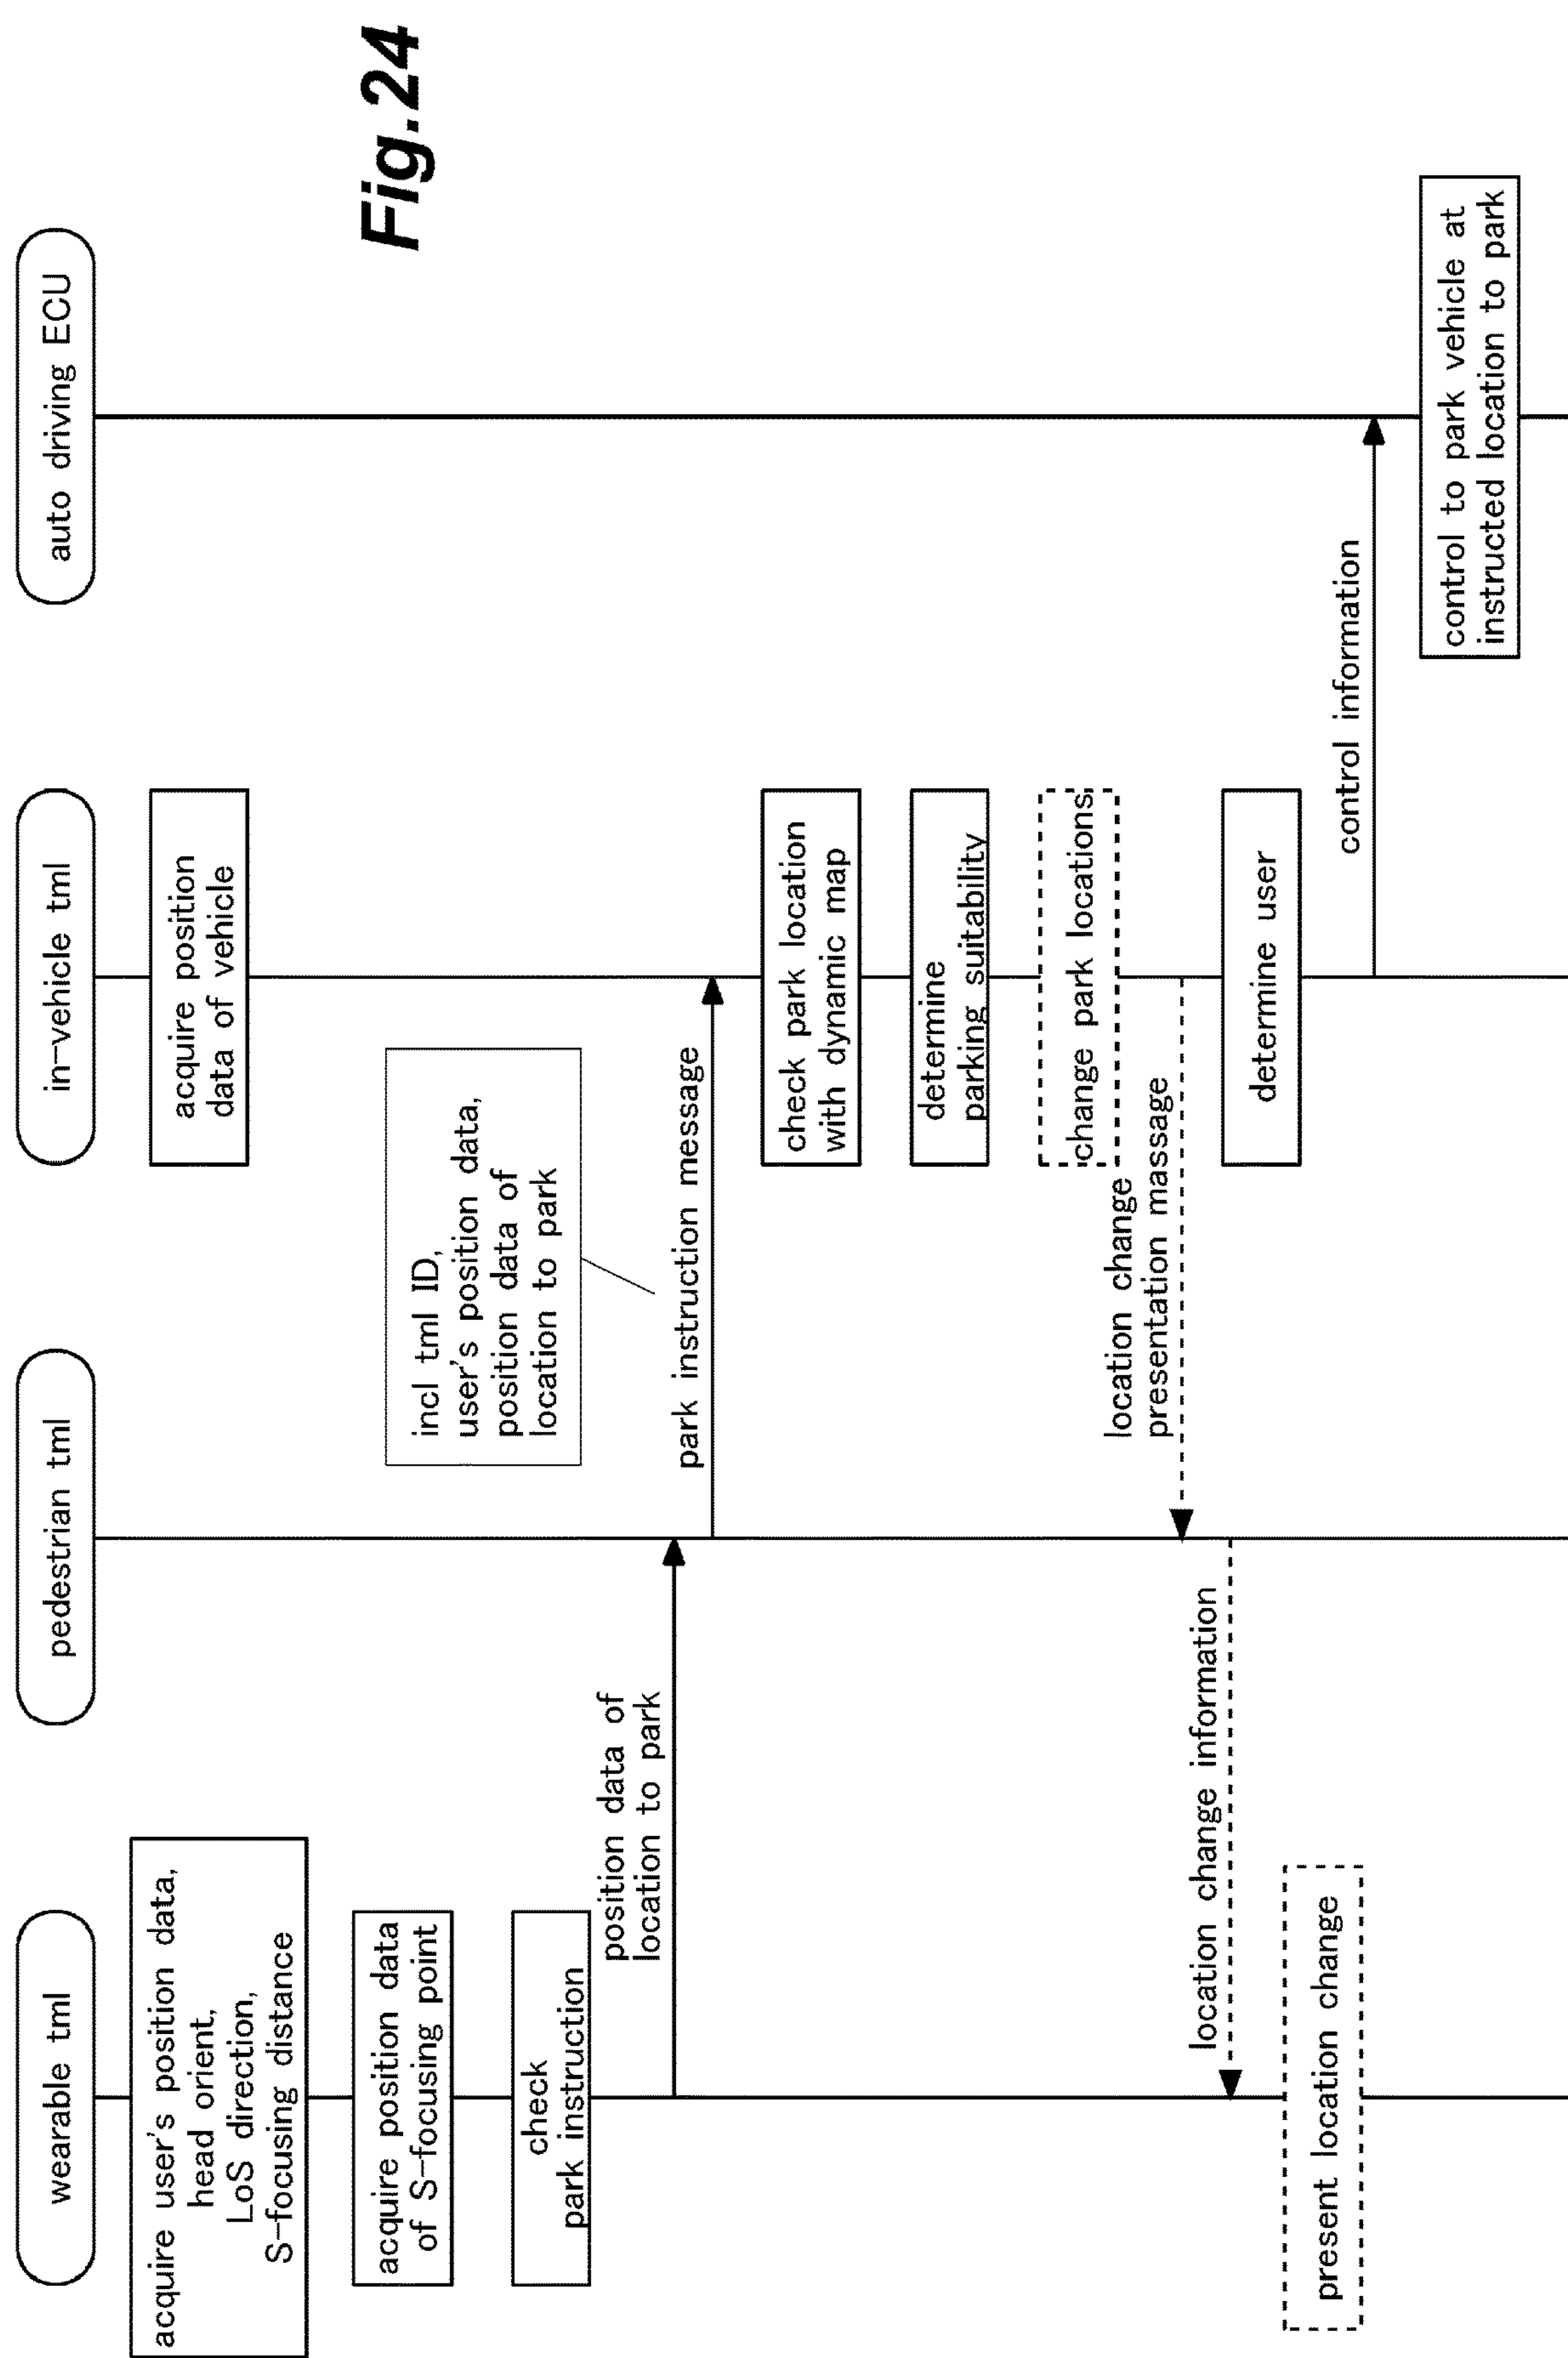 Fig.24
wearable tml
pedestrian tml
in-vehicle tml
auto driving ECU
acquire user's position data,
head orient,
LoS direction,
S-focusing distance
acquire position
data of vehicle
acquire position data
of S-focusing point
check
park instruction
position data of
location to park
incl tml ID,
user's position data,
position data of
location to park
park instruction message
check park location
with dynamic map
determine
parking suitability
change park locations
location change
presentation massage
location change information
determine user
present location change
control information
control to park vehicle at
instructed location to park